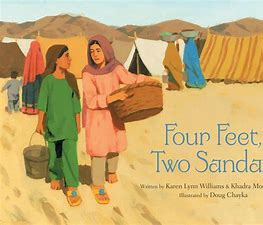 Four Feet,
Two Sanda
Written by Karen Lynn Williams & Khadra Mo
Illustrated by Doug Chayka